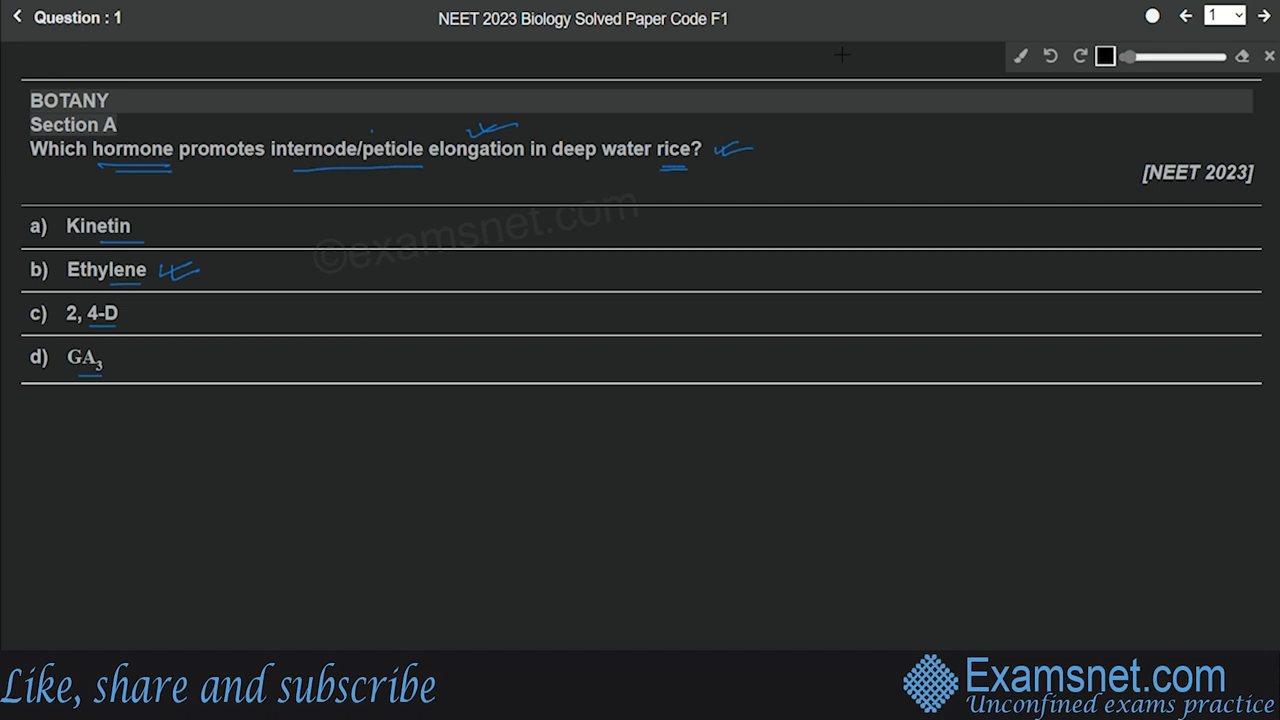 Question : 1
NEET 2023 Biology Solved Paper Code F1
1
BOTANY
Section A
Which hormone promotes internode/petiole elongation in deep water rice?
[NEET 2023]
©examsnet.com
a) Kinetin
b) Ethylene
c) 2, 4-D
d) GA₃
Like, share and subscribe
Examsnet.com
Unconfined exams practice